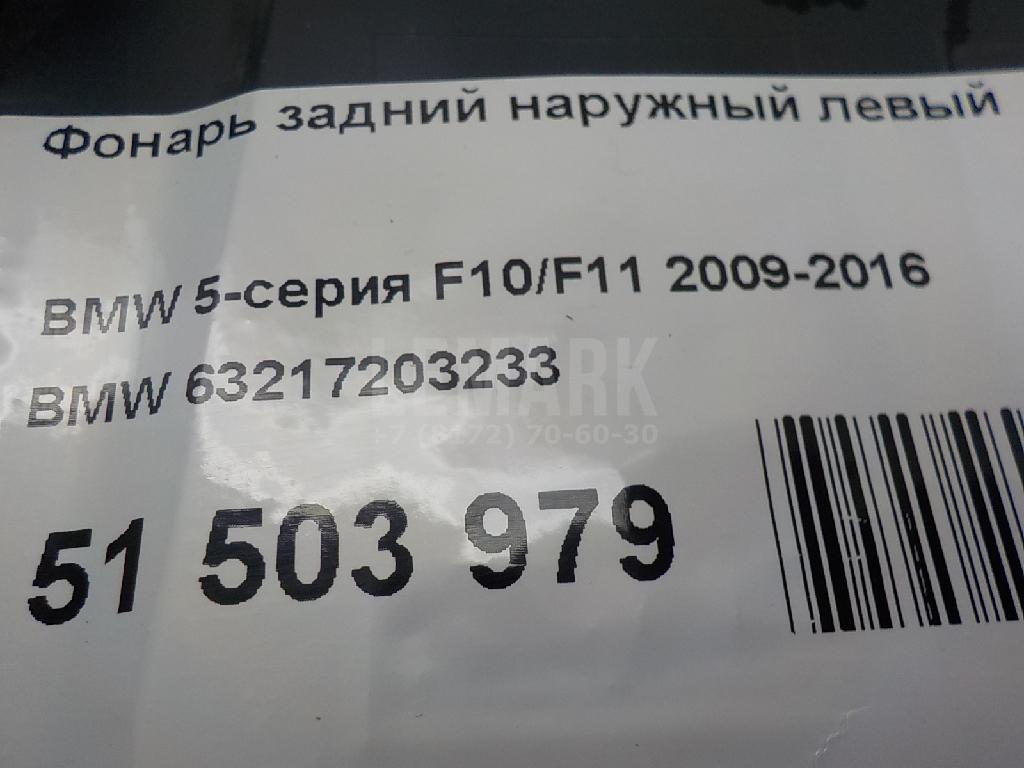 Фонарь задний наружный левый
BMW 5-серия F10/F11 2009-2016
BMW 63217203233
LEMARK
+7 (8172) 70-60-30
51 503 979